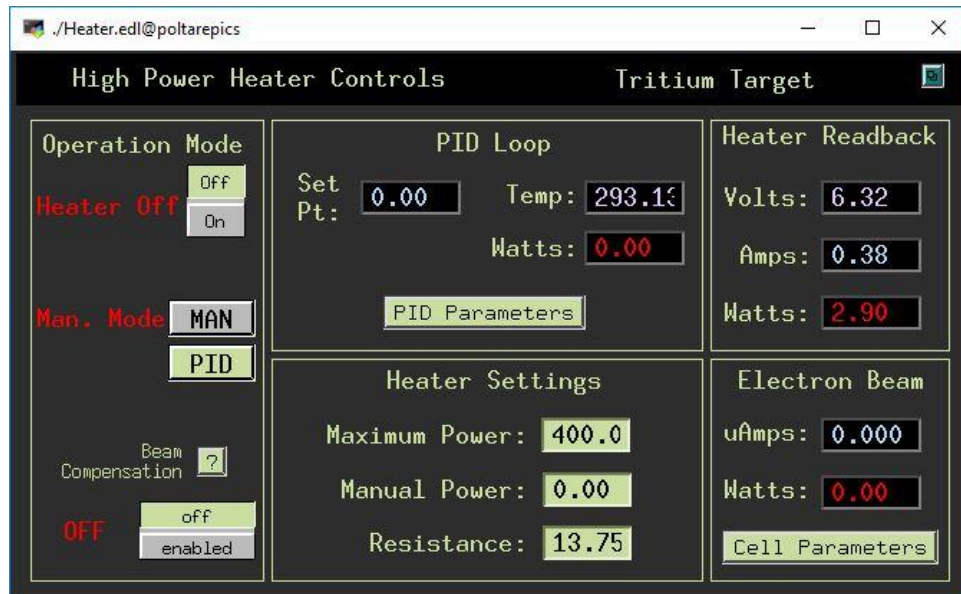 ./Heater.edl@poltarepics
High Power Heater Controls
Tritium Target
Operation Mode
Heater Off
Off
On
Man. Mode
MAN
PID
Beam
Compensation
?
OFF
off
enabled
PID Loop
Set
Pt:
0.00
Temp:
Watts: 0.00
PID Parameters
Heater Settings
Maximum Power: 400.0
Manual Power: 0.00
Resistance: 13.75
Heater Readback
Volts: 6.32
Amps: 0.38
Watts: 2.90
Electron Beam
uAmps: 0.000
Watts: 0.00
Cell Parameters